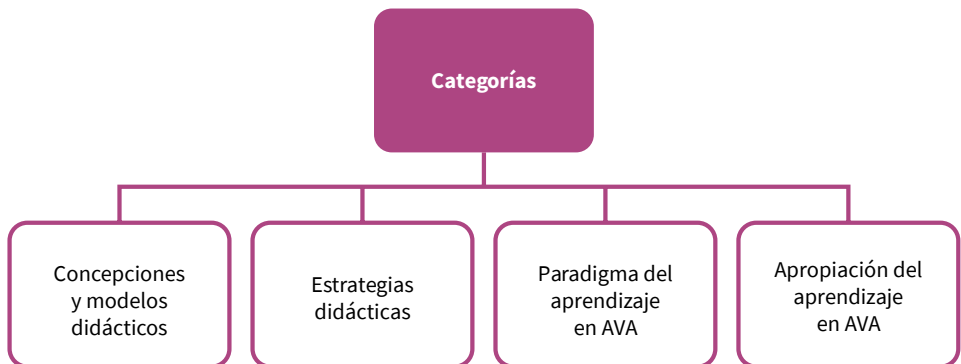 Categorías
Concepciones
y modelos
didácticos
Estrategias
didácticas
Paradigma del
aprendizaje
en AVA
Apropiación del
aprendizaje
en AVA